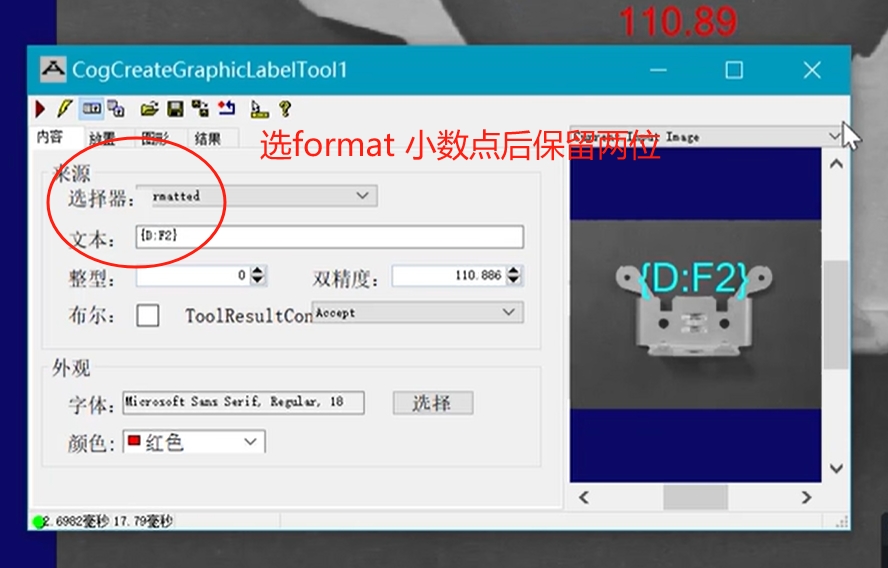 110.89
CogCreateGraphicLabelTool1
内容 放置 图形 结果
选format 小数点后保留两位
Current Input Image
来源
选择器: rmatted
文本: {D:F2}
整型: 0 双精度: 110.886
布尔: ToolResultCon Accept
外观
字体: Microsoft Sans Serif, Regular, 18 选择
颜色: 红色
{D:F2}
2.6982毫秒 17.79毫秒